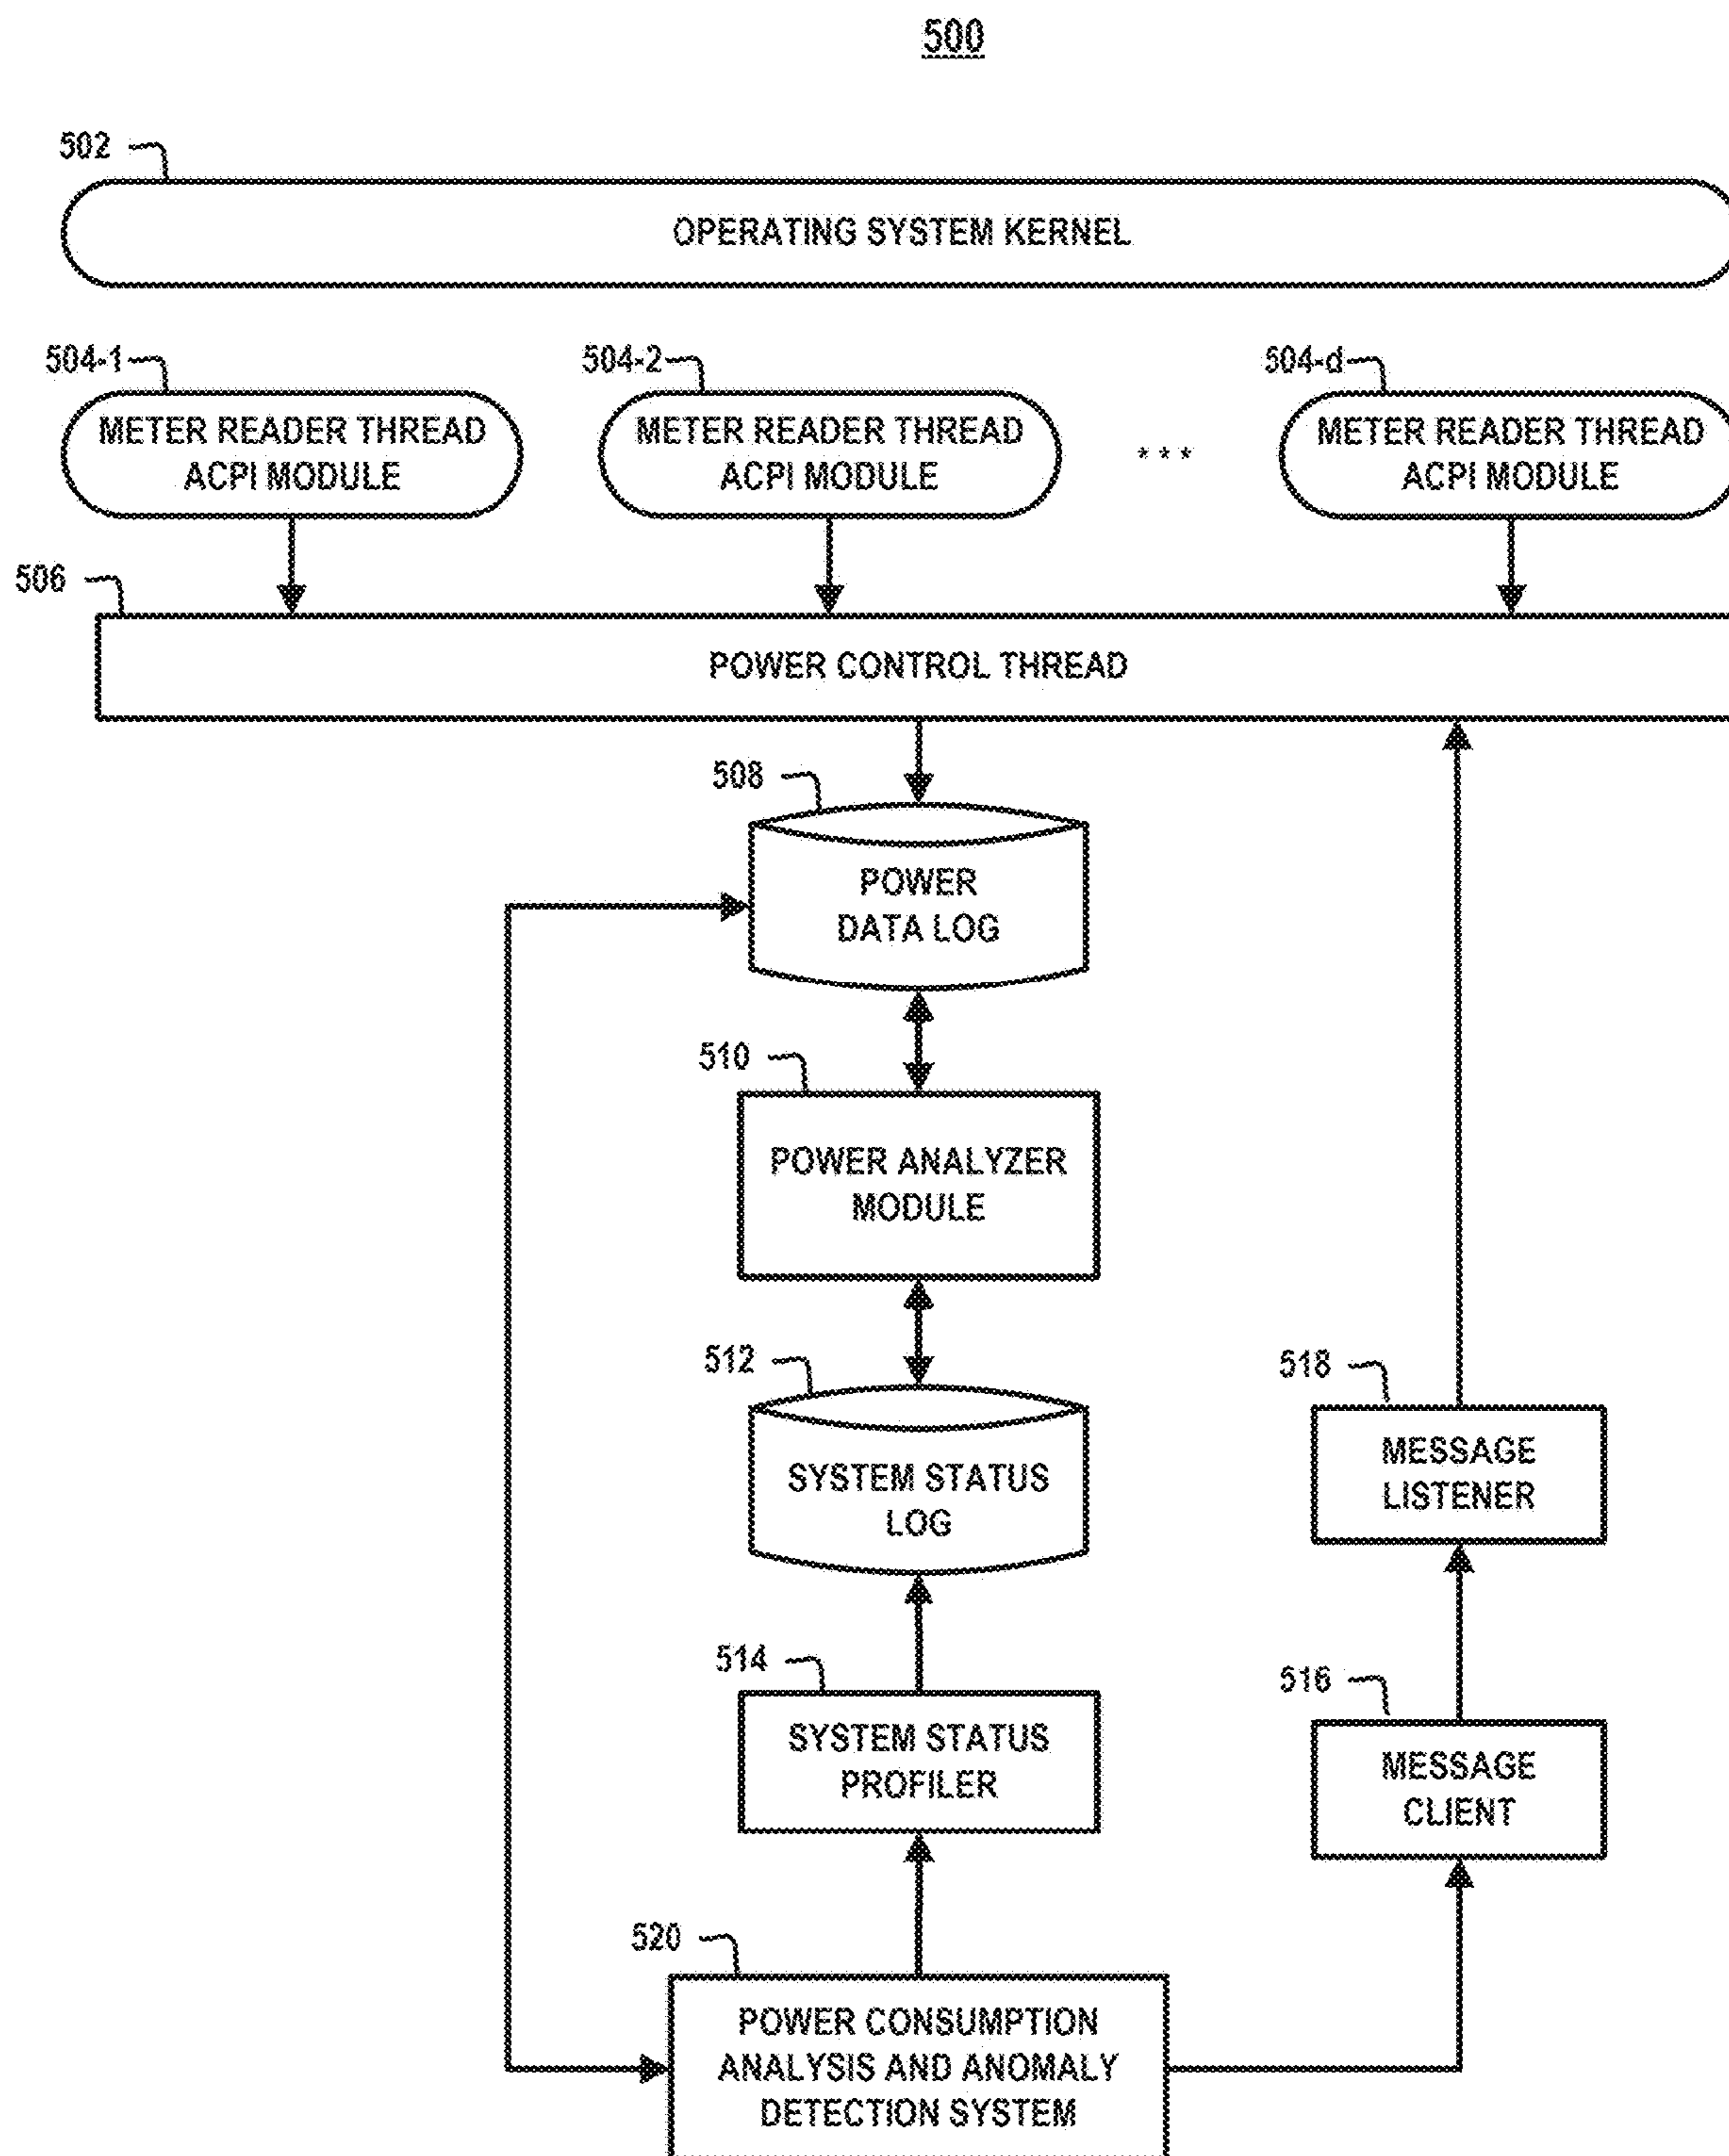 500
502
OPERATING SYSTEM KERNEL
504-1
504-2
504-d
METER READER THREAD
ACPI MODULE
METER READER THREAD
ACPI MODULE
* * *
METER READER THREAD
ACPI MODULE
506
POWER CONTROL THREAD
508
POWER
DATA LOG
510
POWER ANALYZER
MODULE
512
SYSTEM STATUS
LOG
518
MESSAGE
LISTENER
514
SYSTEM STATUS
PROFILER
516
MESSAGE
CLIENT
520
POWER CONSUMPTION
ANALYSIS AND ANOMALY
DETECTION SYSTEM